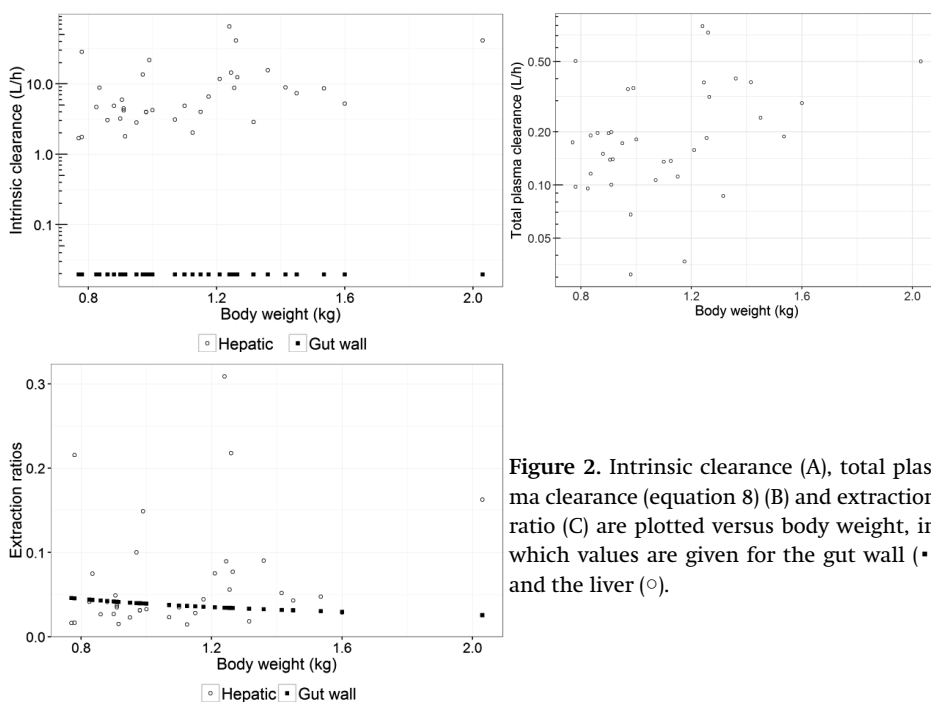 Intrinsic clearance (L/h)
10.0
1.0
0.1
0.8 1.2 1.6 2.0
Body weight (kg)
Hepatic Gut wall
Total plasma clearance (L/h)
0.50
0.20
0.10
0.05
0.8 1.2 1.6 2.0
Body weight (kg)
Extraction ratios
0.3
0.2
0.1
0.0
0.8 1.2 1.6 2.0
Body weight (kg)
Hepatic Gut wall
Figure 2. Intrinsic clearance (A), total plas
ma clearance (equation 8) (B) and extraction
ratio (C) are plotted versus body weight, in
which values are given for the gut wall (▪
and the liver (○).